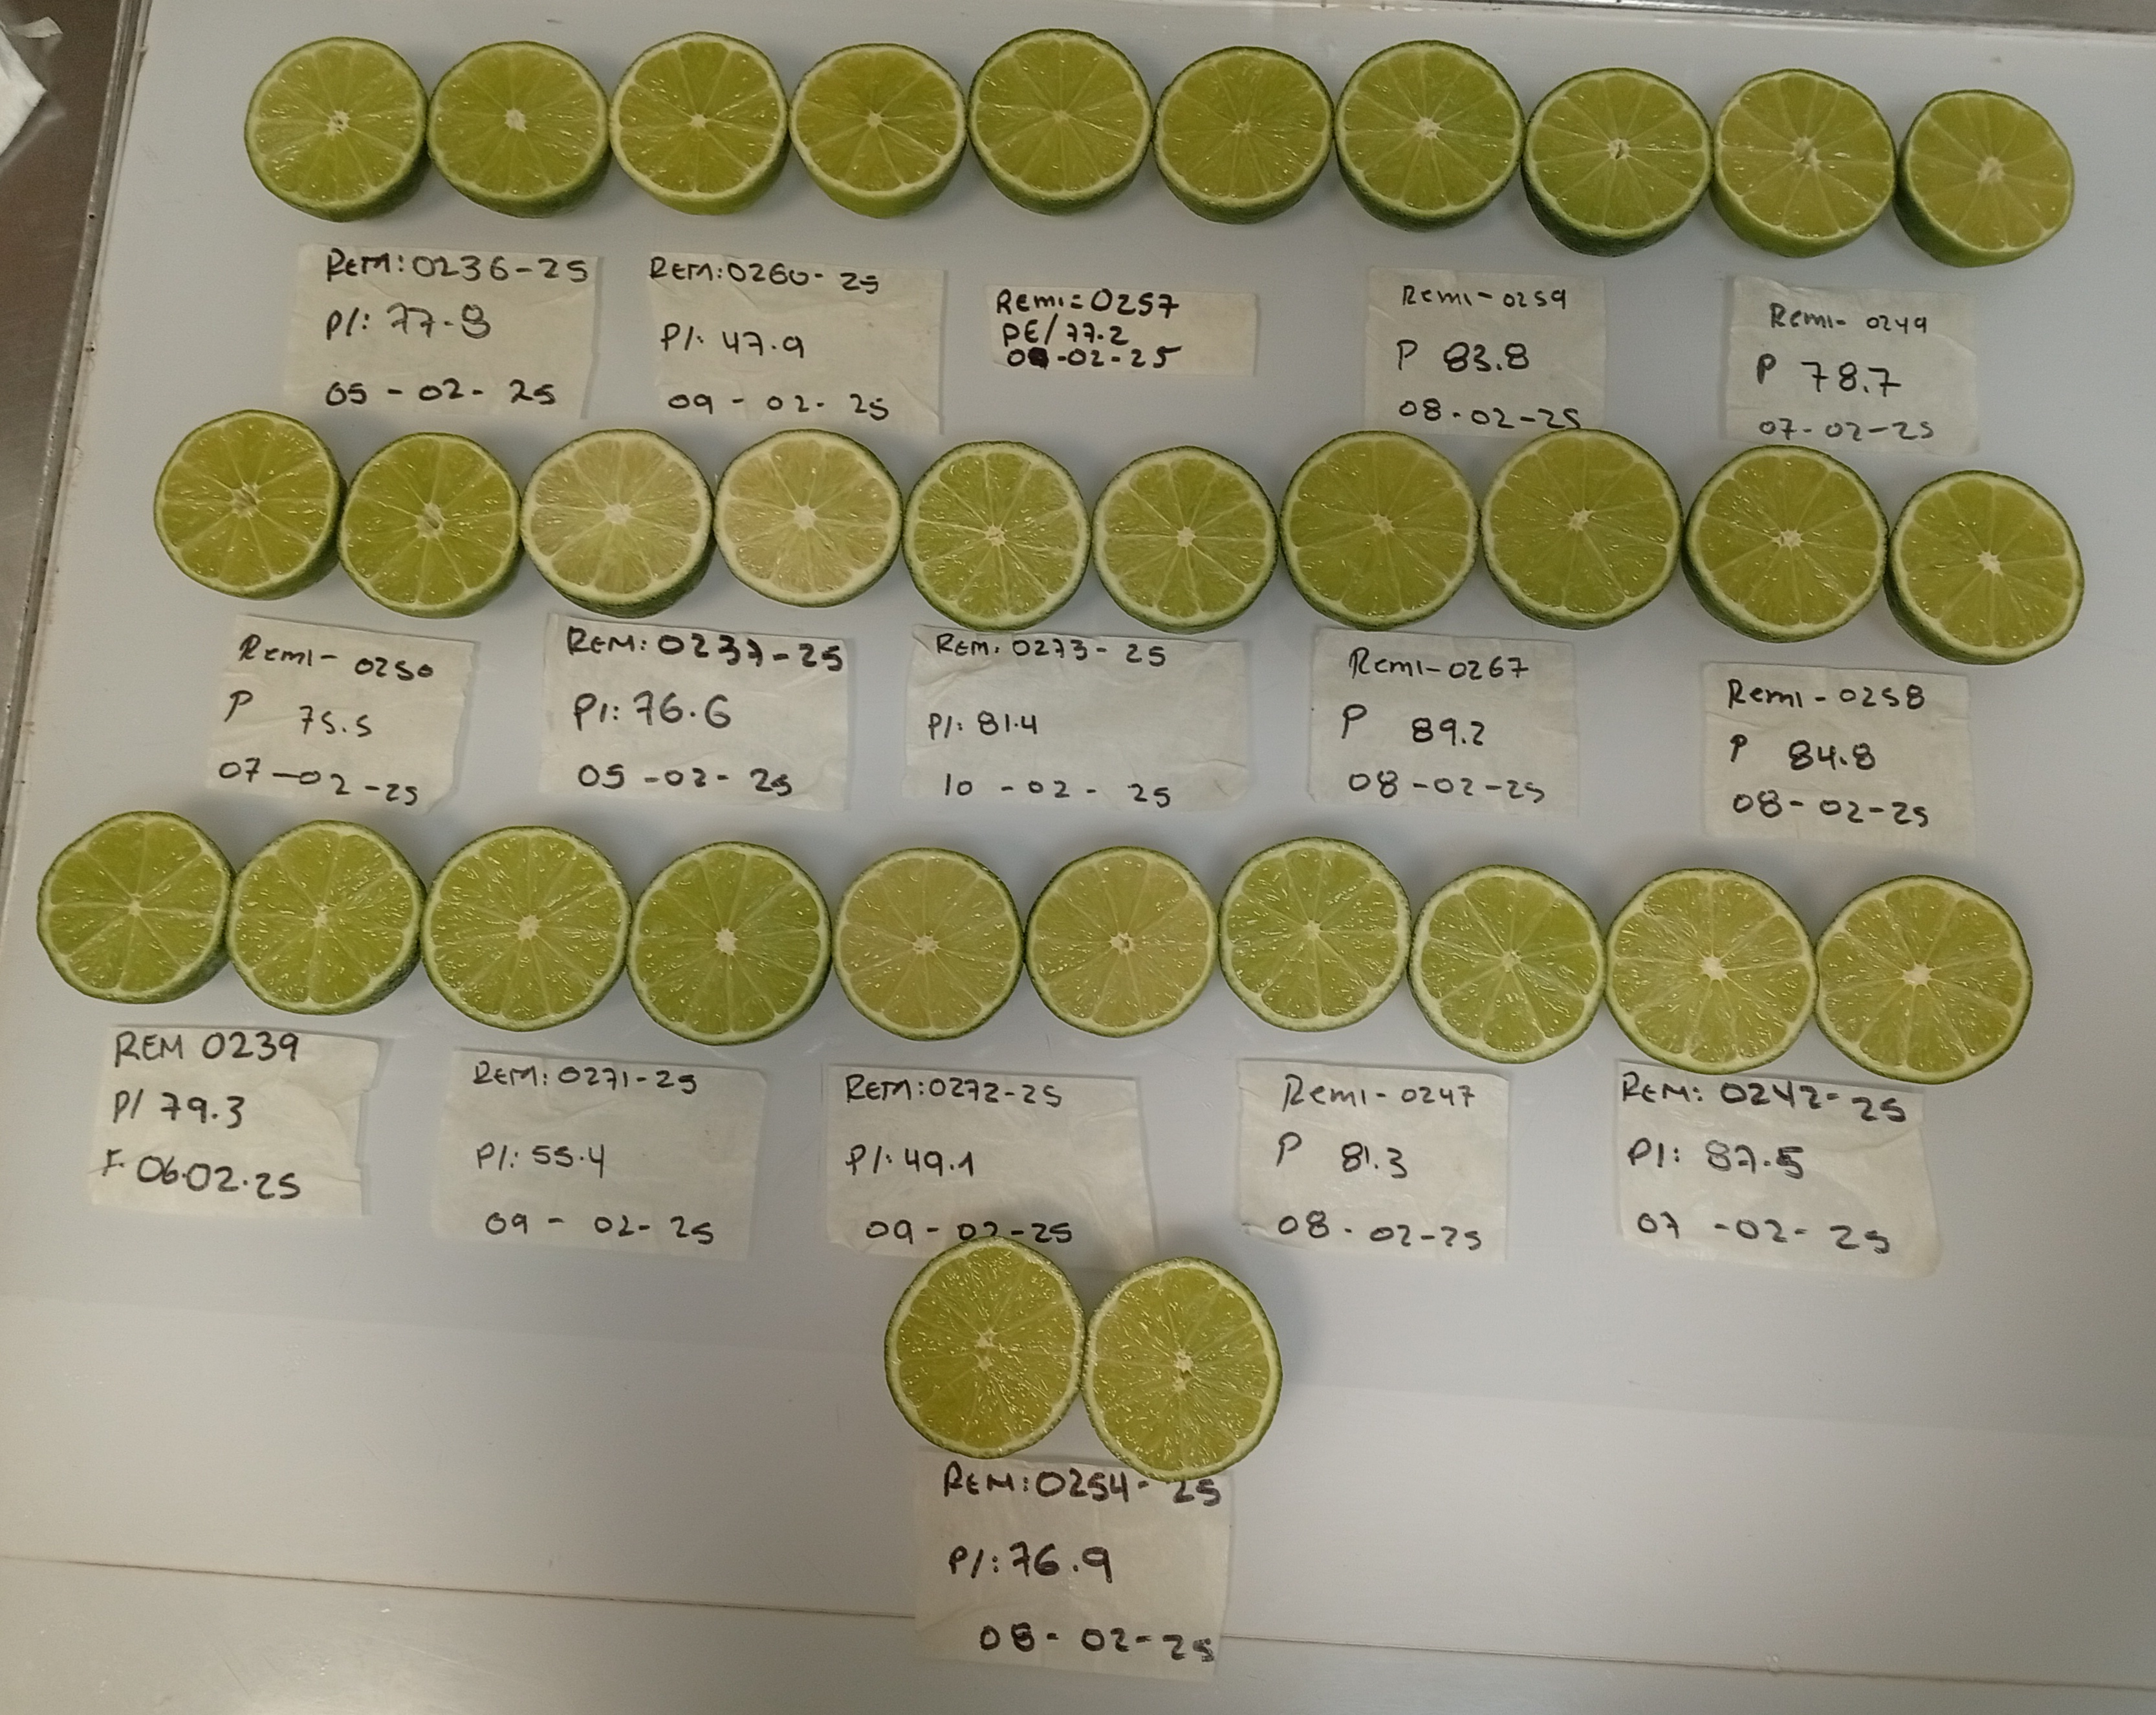 REM:0236-25
P/: 77.8
05-02-25
REM:0260-25
P/: 47.9
09-02-25
Remi=0257
PE/77.2
-02-25
Remi-0259
P 83.8
08-02-25
Remi-0249
P 78.7
07-02-25
Remi-0250
P 75.5
07-02-25
REM:0237-25
P/: 76.6
05-02-25
REM. 0273-25
P/: 81.4
10-02-25
Remi-0267
P 89.2
08-02-25
Remi-0258
P 84.8
08-02-25
REM 0239
P/ 79.3
F. 06.02.25
REM:0271-25
P/: 55.4
09-02-25
REM:0272-25
P/: 49.1
09-02-25
Remi-0247
P 81.3
08-02-25
REM: 0242-25
P/: 87.5
07-02-25
REM:0254-25
P/: 76.9
08-02-25